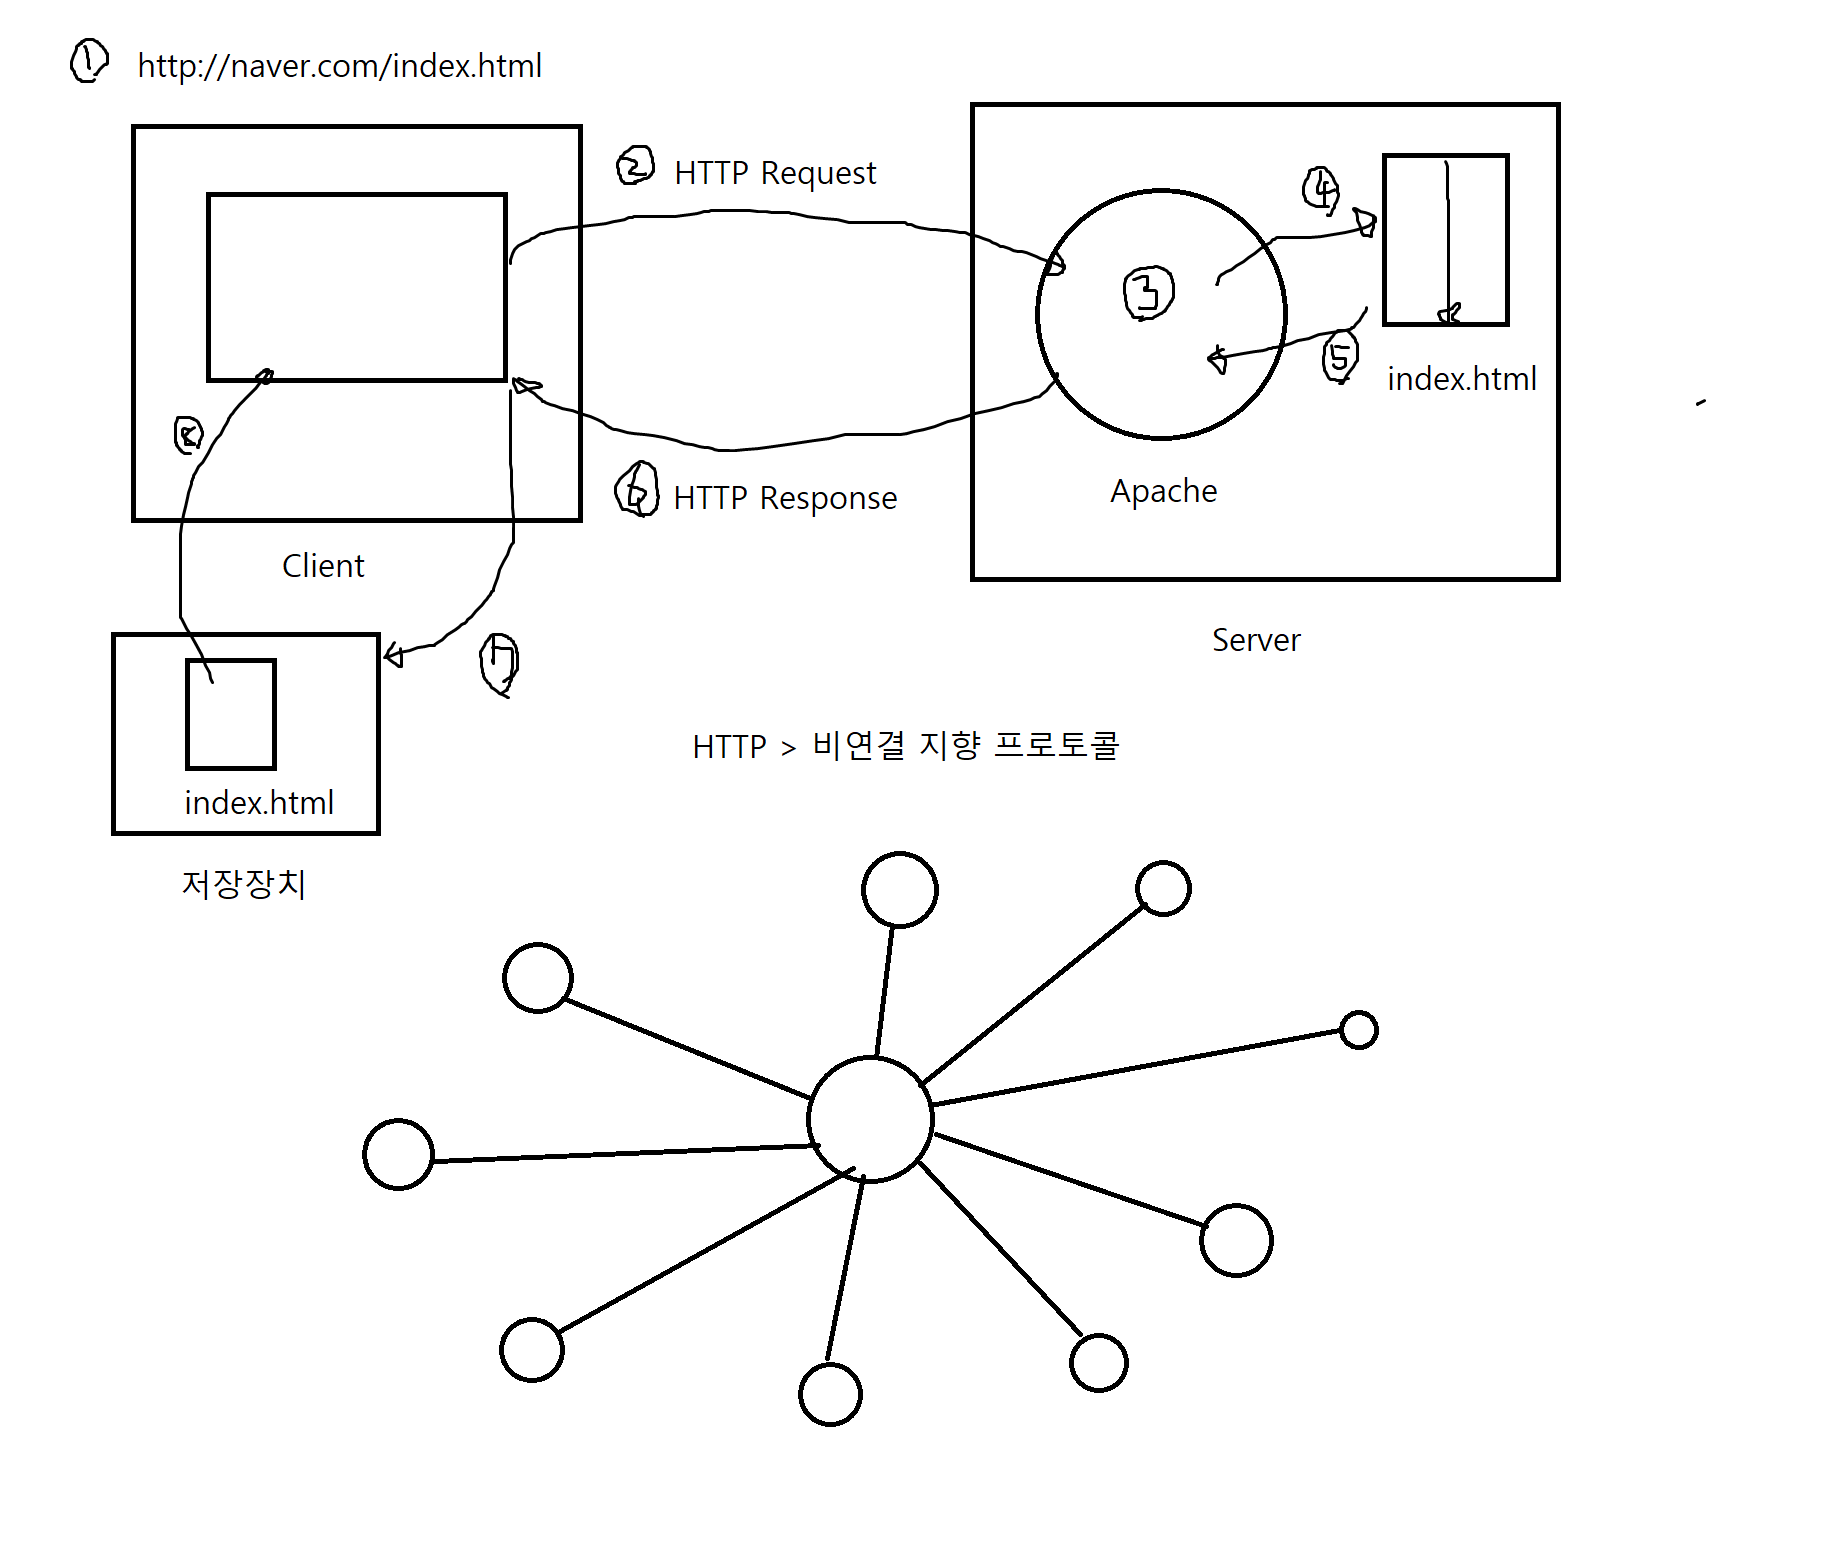 ① http://naver.com/index.html
② HTTP Request
④
③
⑤
index.html
⑥ HTTP Response
Apache
Client
Server
⑦
index.html
저장장치
HTTP > 비연결 지향 프로토콜